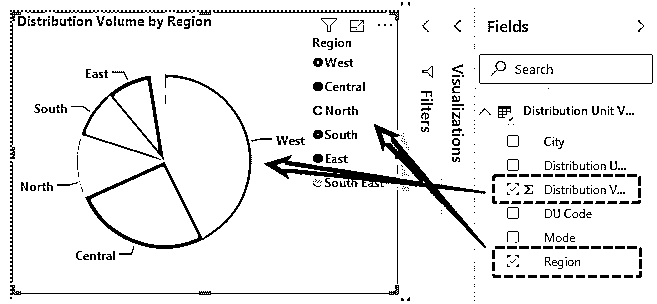 Distribution Volume by Region
Region
West
Central
North
South
East
South East
East
South
North
Central
West
Filters
Visualizations
Fields
Search
Distribution Unit V...
City
Distribution U...
Σ Distribution V...
DU Code
Mode
Region